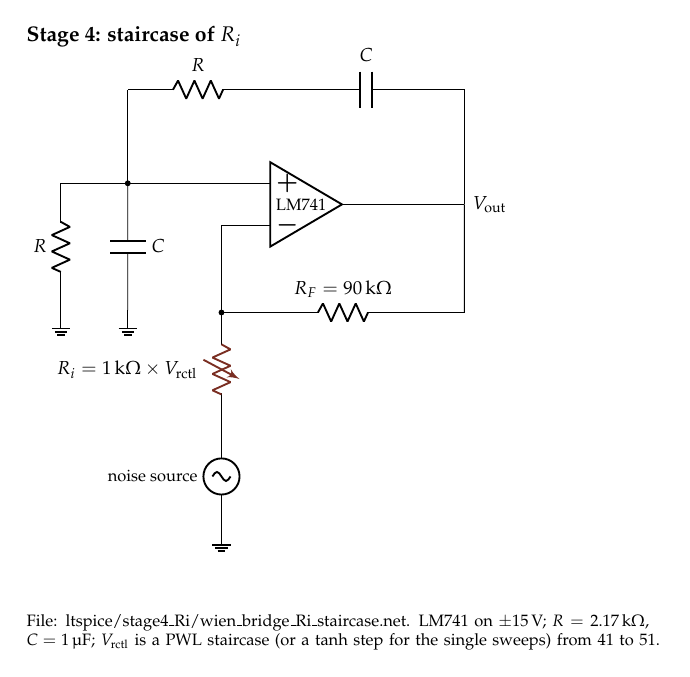 Stage 4: staircase of R_i
C
R
+
LM741
−
V_out
R
C
R_F = 90 kΩ
R_i = 1 kΩ × V_rctl
noise source
File: ltspice/stage4_Ri/wien_bridge_Ri_staircase.net. LM741 on ±15 V; R = 2.17 kΩ,
C = 1 µF; V_rctl is a PWL staircase (or a tanh step for the single sweeps) from 41 to 51.